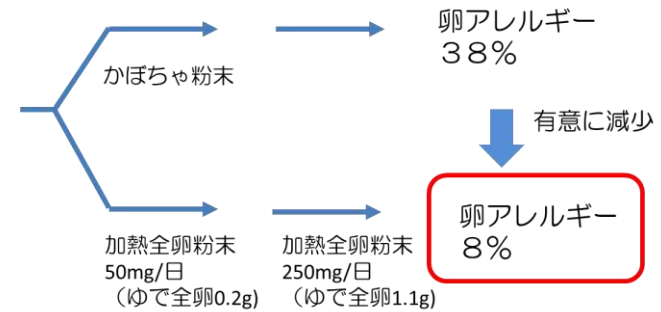 卵アレルギー
３８%
かぼちゃ粉末
有意に減少
卵アレルギー
８%
加熱全卵粉末
50mg/日
（ゆで全卵0.2g)
加熱全卵粉末
250mg/日
（ゆで全卵1.1g)